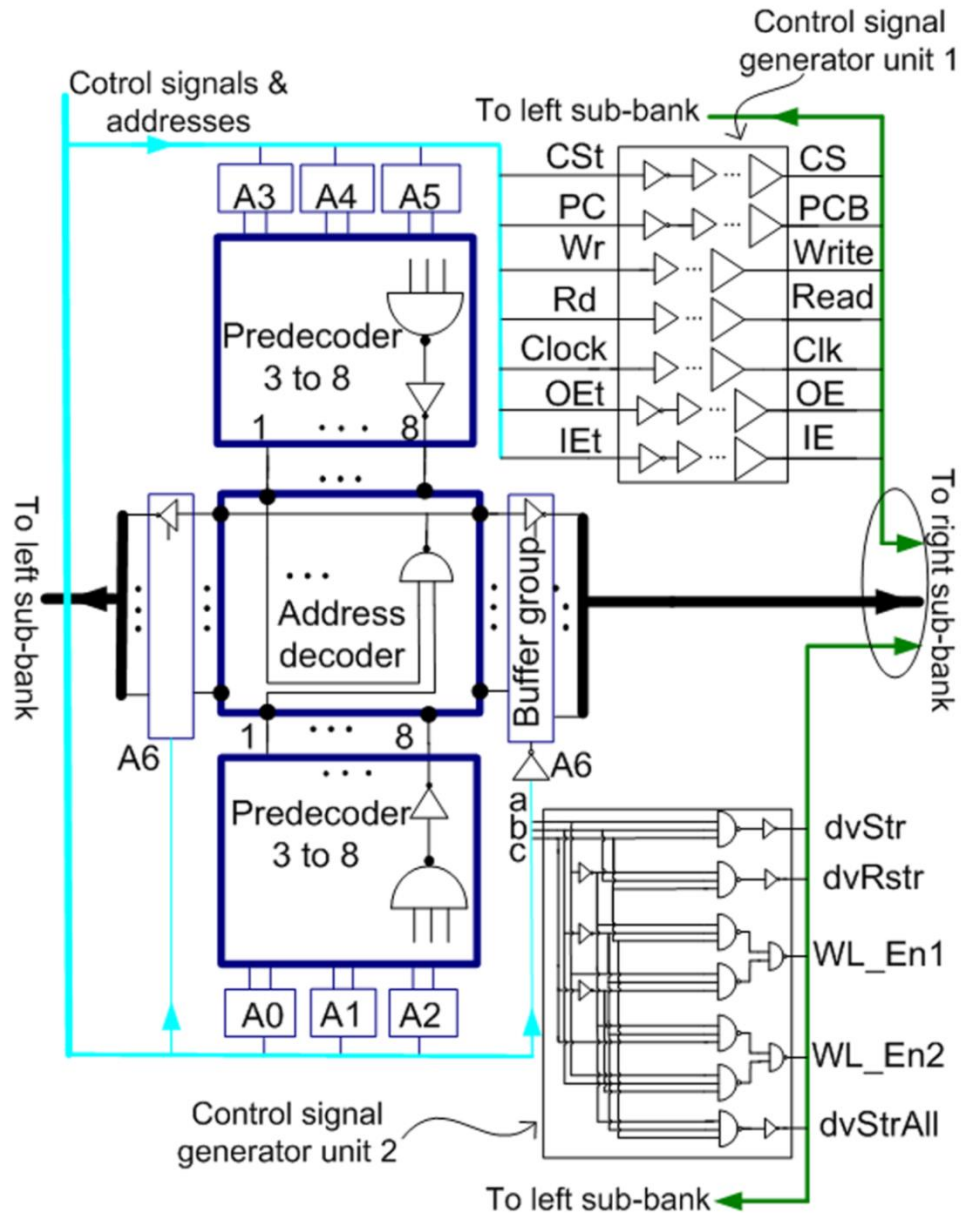 Control signal
generator unit 1
Cotrol signals &
addresses
To left sub-bank
A3
A4
A5
CSt
PC
Wr
Rd
Clock
OEt
IEt
CS
PCB
Write
Read
Clk
OE
IE
Predecoder
3 to 8
1 ... 8
...
To left sub-bank
...
Address
decoder
Buffer group
To right sub-bank
A6
1 ... 8
A6
...
Predecoder
3 to 8
a
b
c
dvStr
dvRstr
WL_En1
WL_En2
dvStrAll
A0
A1
A2
Control signal
generator unit 2
To left sub-bank